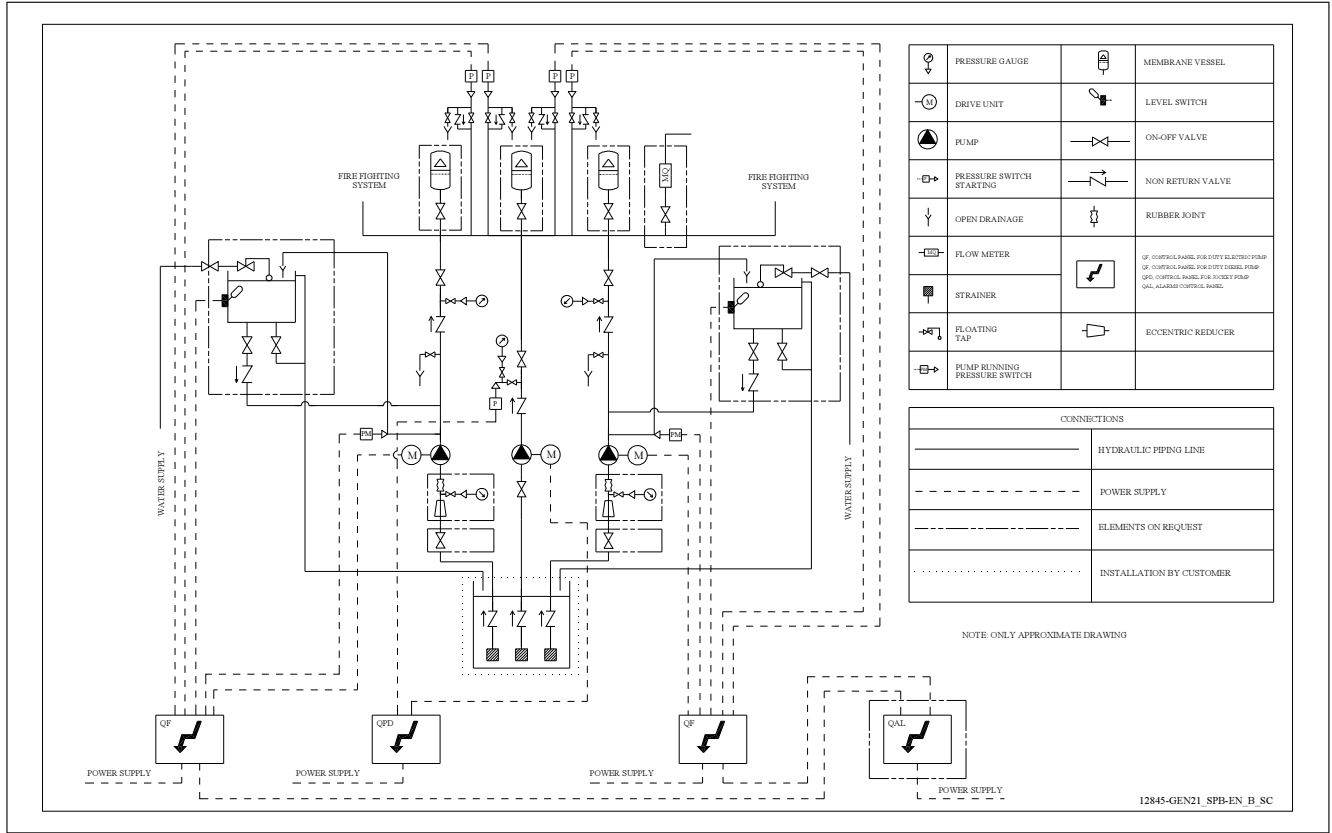 P
P
P
P
FIRE FIGHTING
SYSTEM
MQ
FIRE FIGHTING
SYSTEM
P
PM
PM
M
M
M
WATER SUPPLY
WATER SUPPLY
QF
QPD
QF
QAL
POWER SUPPLY
POWER SUPPLY
POWER SUPPLY
POWER SUPPLY
PRESSURE GAUGE
MEMBRANE VESSEL
M
DRIVE UNIT
LEVEL SWITCH
PUMP
ON-OFF VALVE
P
PRESSURE SWITCH
STARTING
NON RETURN VALVE
OPEN DRAINAGE
RUBBER JOINT
MQ
FLOW METER
QF, CONTROL PANEL FOR DUTY ELECTRIC PUMP
QF, CONTROL PANEL FOR DUTY DIESEL PUMP
QPD, CONTROL PANEL FOR JOCKEY PUMP
QAL, ALARMS CONTROL PANEL
STRAINER
FLOATING
TAP
ECCENTRIC REDUCER
PM
PUMP RUNNING
PRESSURE SWITCH
CONNECTIONS
HYDRAULIC PIPING LINE
POWER SUPPLY
ELEMENTS ON REQUEST
INSTALLATION BY CUSTOMER
NOTE: ONLY APPROXIMATE DRAWING
12845-GEN21_SPB-EN_B_SC